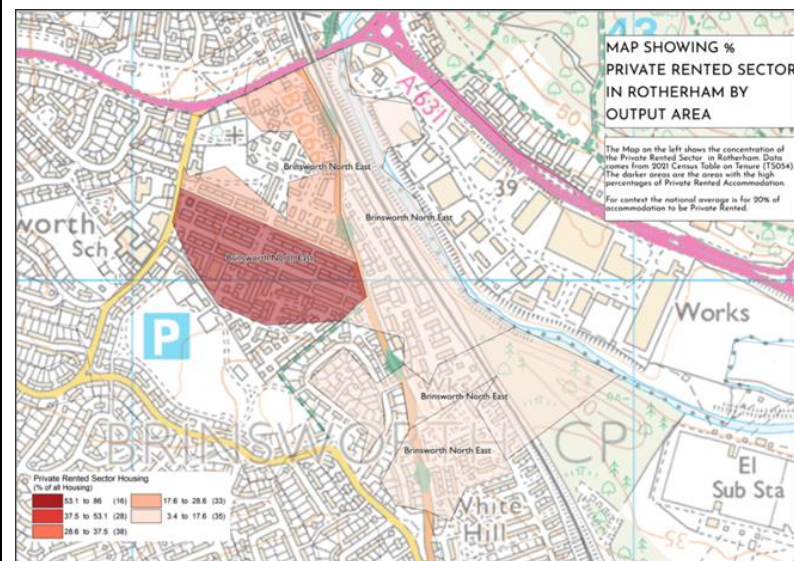 MAP SHOWING %
PRIVATE RENTED SECTOR
IN ROTHERHAM BY
OUTPUT AREA
The Map on the left shows the concentration of
the Private Rented Sector in Rotherham. Data
comes from 2021 Census Table on Tenure (TS054)
The darker areas are the areas with the high
percentages of Private Rented Accommodation.
For context the national average is for 20% of
accommodation to be Private Rented.
43
A 631
50
39
Brinsworth North East
Brinsworth North East
worth
Sch
Brinsworth North East
Works
P
Brinsworth North East
BRINSWORTH CP
Brinsworth North East
El
Sub Sta
White
Hill
35
Private Rented Sector Housing
(% of all Housing)
53.1 to 86 (16)
37.5 to 53.1 (28)
28.6 to 37.5 (38)
17.6 to 28.6 (33)
3.4 to 17.6 (35)